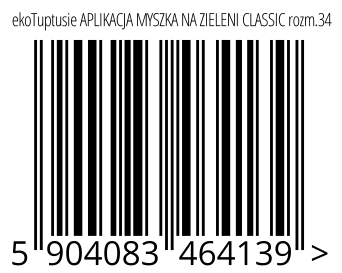 ekoTuptusie APLIKACJA MYSZKA NA ZIELENI CLASSIC rozm.34
5 904083 464139 >